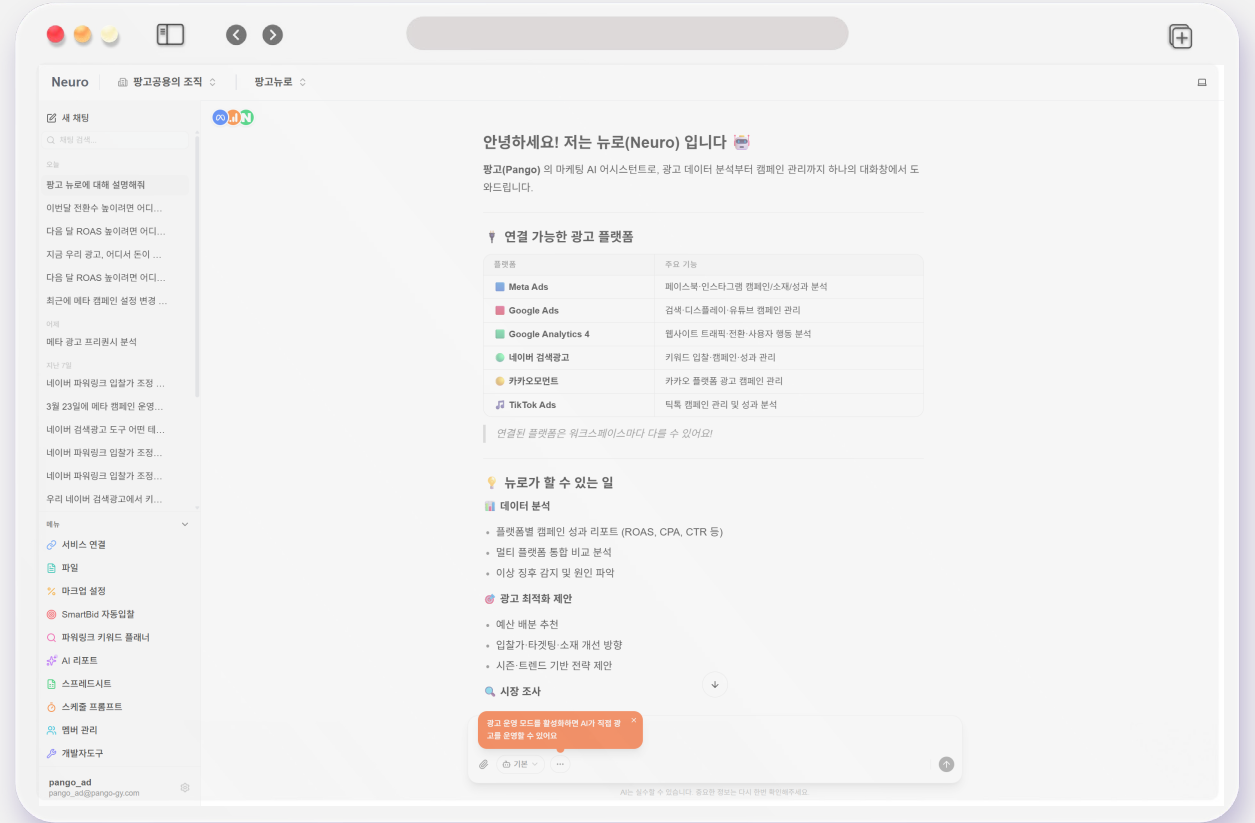 Neuro
팡고공용의 조직
팡고뉴로
새 채팅
채팅 검색...
오늘
팡고 뉴로에 대해 설명해줘
이번달 전환수 높이려면 어디...
다음 달 ROAS 높이려면 어디...
지금 우리 광고, 어디서 돈이 ...
다음 달 ROAS 높이려면 어디...
최근에 메타 캠페인 설정 변경 ...
어제
메타 광고 프리퀀시 분석
지난 7일
네이버 파워링크 입찰가 조정 ...
3월 23일에 메타 캠페인 운영...
네이버 검색광고 도구 어떤 테...
네이버 파워링크 입찰가 조정...
네이버 파워링크 입찰가 조정...
우리 네이버 검색광고에서 키...
메뉴
서비스 연결
파일
마크업 설정
SmartBid 자동입찰
파워링크 키워드 플래너
AI 리포트
스프레드시트
스케줄 프롬프트
멤버 관리
개발자도구
pango_ad
pango_ad@pango-gy.com
안녕하세요! 저는 뉴로(Neuro) 입니다
팡고(Pango) 의 마케팅 AI 어시스턴트로, 광고 데이터 분석부터 캠페인 관리까지 하나의 대화창에서 도
와드립니다.
연결 가능한 광고 플랫폼
플랫폼 주요 기능
Meta Ads 페이스북·인스타그램 캠페인/소재/성과 분석
Google Ads 검색·디스플레이·유튜브 캠페인 관리
Google Analytics 4 웹사이트 트래픽·전환·사용자 행동 분석
네이버 검색광고 키워드 입찰·캠페인·성과 관리
카카오모먼트 카카오 플랫폼 광고 캠페인 관리
TikTok Ads 틱톡 캠페인 관리 및 성과 분석
연결된 플랫폼은 워크스페이스마다 다를 수 있어요!
뉴로가 할 수 있는 일
데이터 분석
• 플랫폼별 캠페인 성과 리포트 (ROAS, CPA, CTR 등)
• 멀티 플랫폼 통합 비교 분석
• 이상 징후 감지 및 원인 파악
광고 최적화 제안
• 예산 배분 추천
• 입찰가·타겟팅·소재 개선 방향
• 시즌·트렌드 기반 전략 제안
시장 조사
광고 운영 모드를 활성화하면 AI가 직접 광
고를 운영할 수 있어요
기본
AI는 실수할 수 있습니다. 중요한 정보는 다시 한번 확인해주세요